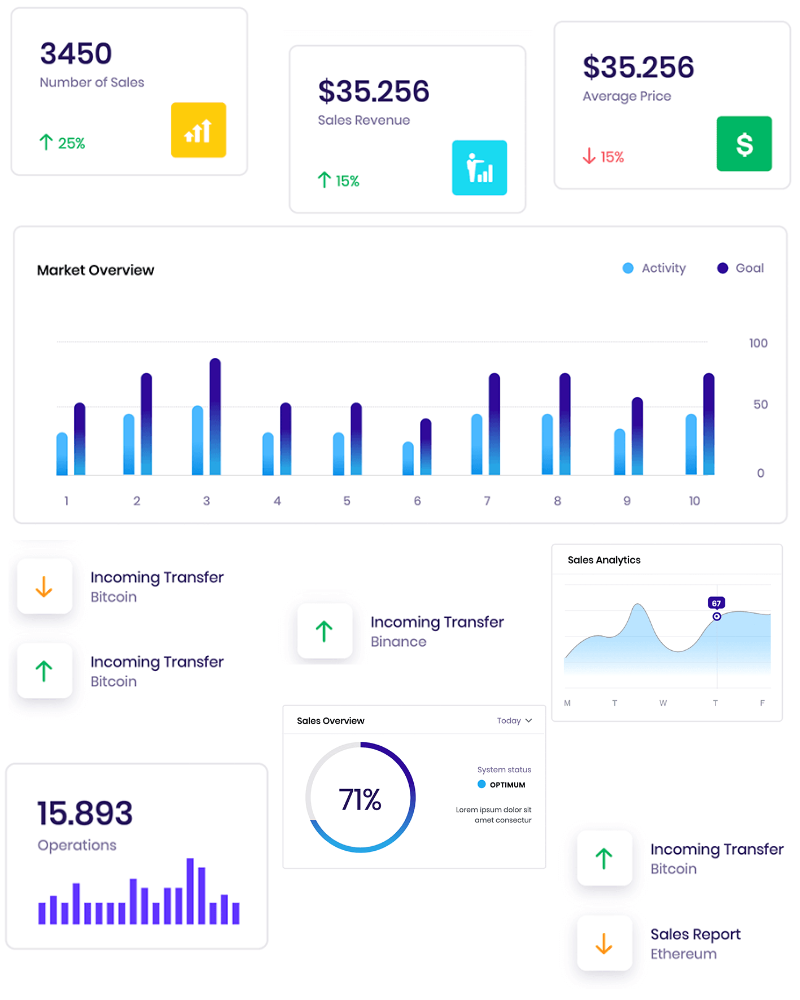 3450
Number of Sales
25%
$35.256
Sales Revenue
15%
$35.256
Average Price
15%
$
Market Overview
Activity
Goal
100
50
0
1 2 3 4 5 6 7 8 9 10
Incoming Transfer
Bitcoin
Incoming Transfer
Bitcoin
Incoming Transfer
Binance
Sales Analytics
67
M T W T F
Sales Overview
Today
71%
System status
OPTIMUM
Lorem ipsum dolor sit
amet consectur
15.893
Operations
Incoming Transfer
Bitcoin
Sales Report
Ethereum